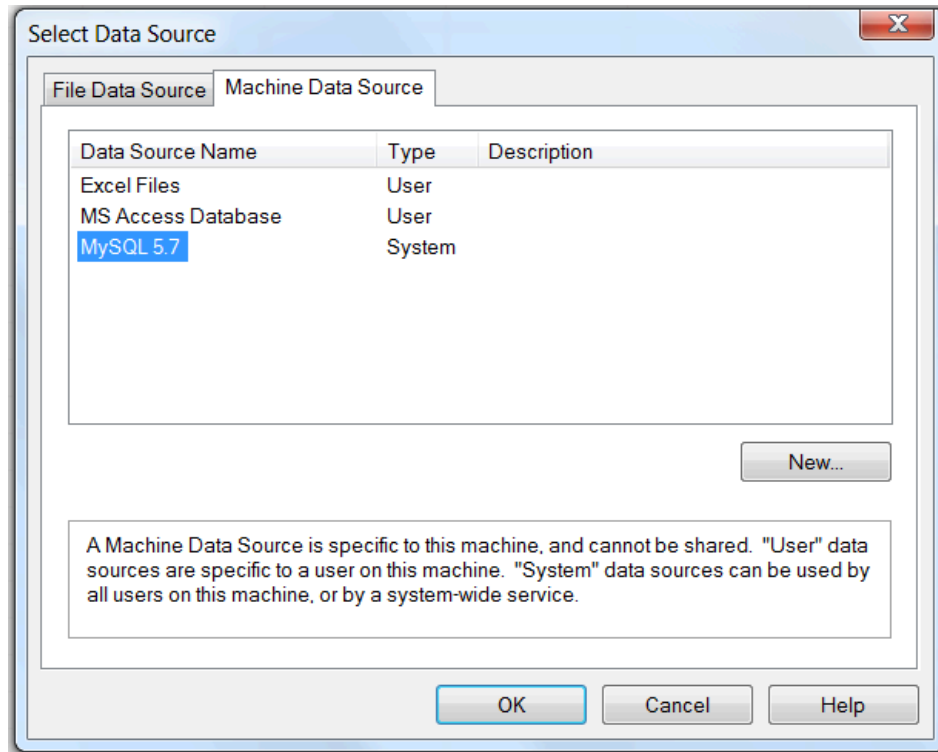 Select Data Source
X
File Data Source Machine Data Source
Data Source Name Type Description
Excel Files User
MS Access Database User
MySQL 5.7 System
New...
A Machine Data Source is specific to this machine, and cannot be shared. "User" data
sources are specific to a user on this machine. "System" data sources can be used by
all users on this machine, or by a system-wide service.
OK Cancel Help